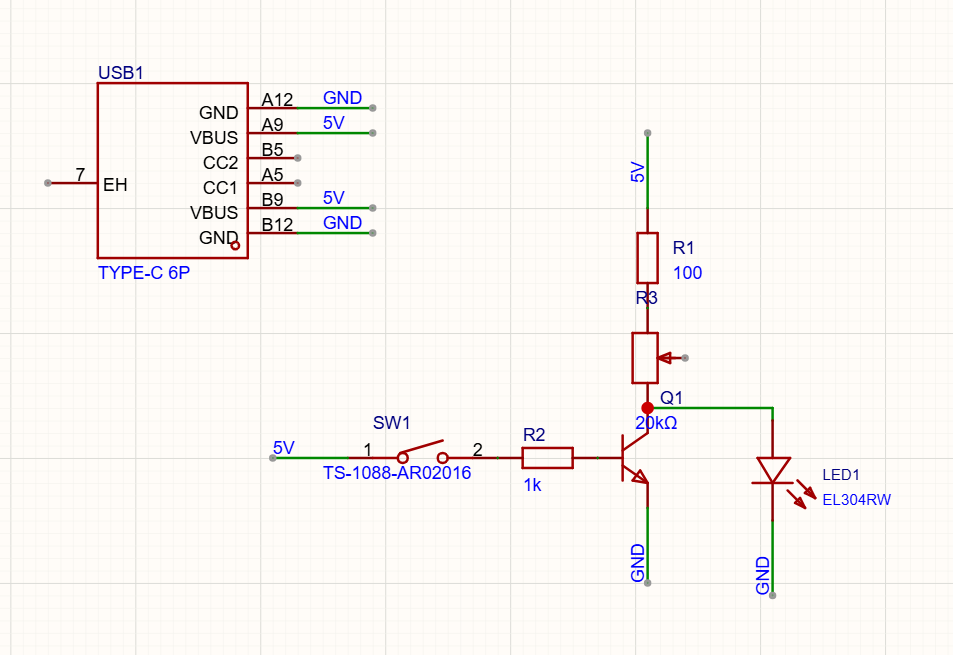 USB1
GND A12 GND
VBUS A9 5V
CC2 B5
7 EH
CC1 A5
VBUS B9 5V
GND B12 GND
TYPE-C 6P
5V
R1
100
R3
Q1
20kΩ
SW1
5V 1 2
TS-1088-AR02016
R2
1k
LED1
EL304RW
GND
GND